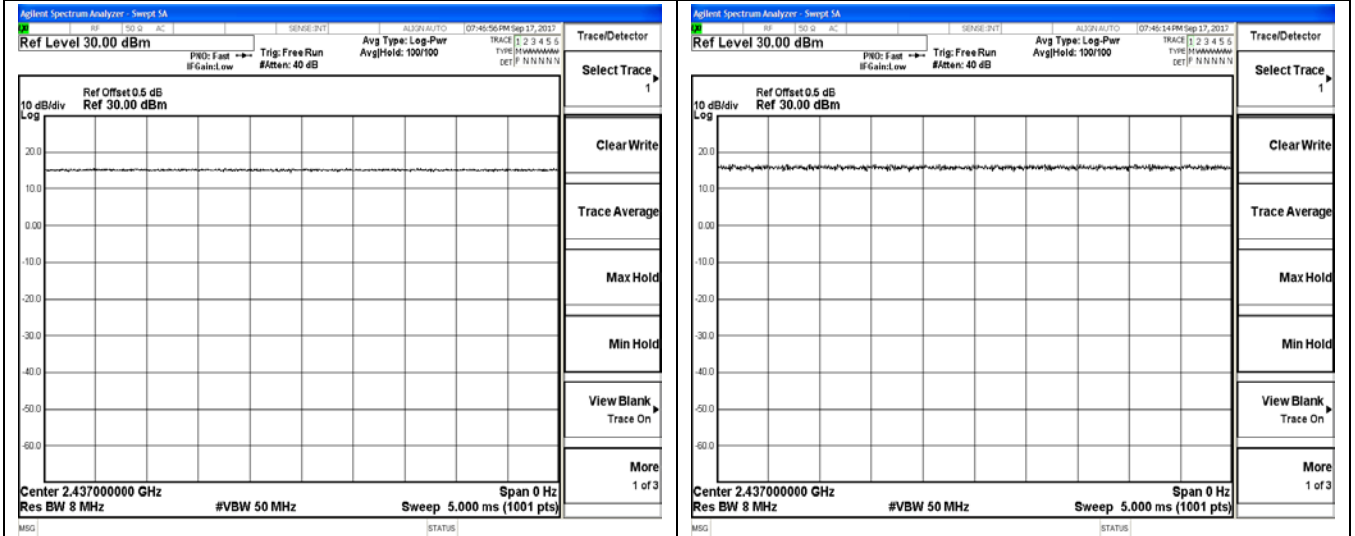 Agilent Spectrum Analyzer - Swept SA
RF 50 Ω AC SENSE:INT ALIGN AUTO 07:46:56 PM Sep 17, 2017
Ref Level 30.00 dBm
PNO: Fast
IFGain:Low
Trig: Free Run
#Atten: 40 dB
Avg Type: Log-Pwr
Avg|Hold: 100/100
TRACE 1 2 3 4 5 6
TYPE MWWWWW
DET P N N N N N
Ref Offset 0.5 dB
10 dB/div Ref 30.00 dBm
Log
20.0
10.0
0.00
-10.0
-20.0
-30.0
-40.0
-50.0
-60.0
Center 2.437000000 GHz Span 0 Hz
Res BW 8 MHz #VBW 50 MHz Sweep 5.000 ms (1001 pts)
MSG STATUS
Trace/Detector
Select Trace
1
Clear Write
Trace Average
Max Hold
Min Hold
View Blank
Trace On
More
1 of 3
Agilent Spectrum Analyzer - Swept SA
RF 50 Ω AC SENSE:INT ALIGN AUTO 07:46:14 PM Sep 17, 2017
Ref Level 30.00 dBm
PNO: Fast
IFGain:Low
Trig: Free Run
#Atten: 40 dB
Avg Type: Log-Pwr
Avg|Hold: 100/100
TRACE 1 2 3 4 5 6
TYPE MWWWWW
DET P N N N N N
Ref Offset 0.5 dB
10 dB/div Ref 30.00 dBm
Log
20.0
10.0
0.00
-10.0
-20.0
-30.0
-40.0
-50.0
-60.0
Center 2.437000000 GHz Span 0 Hz
Res BW 8 MHz #VBW 50 MHz Sweep 5.000 ms (1001 pts)
MSG STATUS
Trace/Detector
Select Trace
1
Clear Write
Trace Average
Max Hold
Min Hold
View Blank
Trace On
More
1 of 3